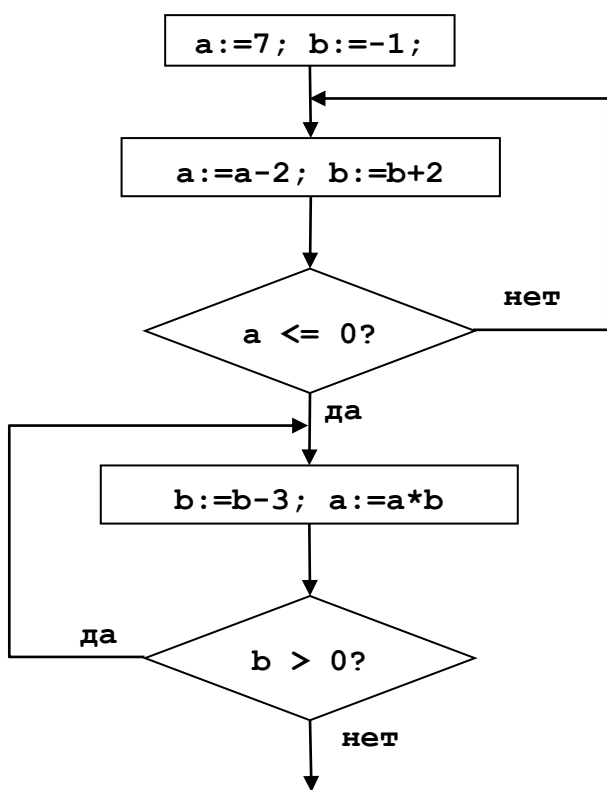 a:=7; b:=-1;
a:=a-2; b:=b+2
нет
a <= 0?
да
b:=b-3; a:=a*b
да
b > 0?
нет